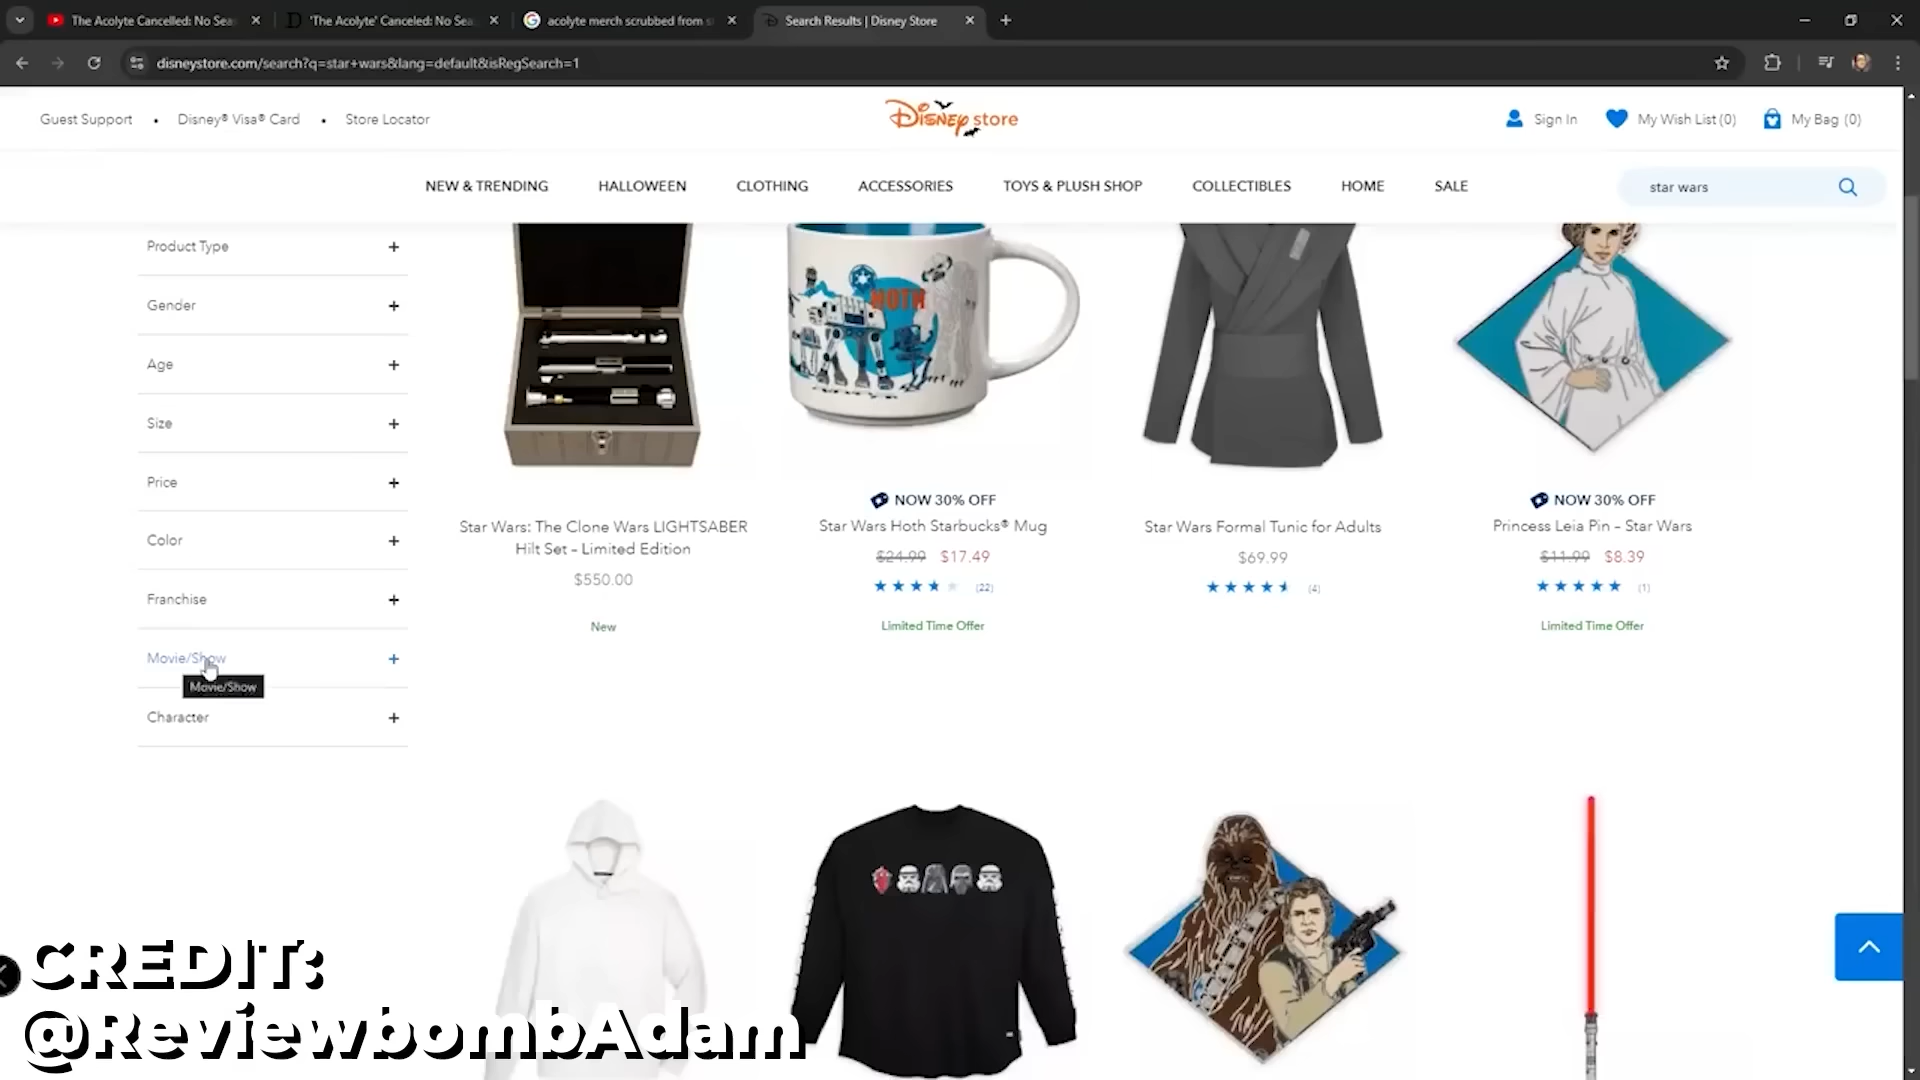 The Acolyte Cancelled: No Sea
'The Acolyte' Canceled: No Sea
acolyte merch scrubbed from s
Search Results | Disney Store
disneystore.com/search?q=star+wars&lang=default&isRegSearch=1
Guest Support • Disney® Visa® Card • Store Locator
Disney store
Sign In
My Wish List (0)
My Bag (0)
NEW & TRENDING
HALLOWEEN
CLOTHING
ACCESSORIES
TOYS & PLUSH SHOP
COLLECTIBLES
HOME
SALE
star wars
Product Type
Gender
Age
Size
Price
Color
Franchise
Movie/Show
Movie/Show
Character
HOTH
Star Wars: The Clone Wars LIGHTSABER
Hilt Set – Limited Edition
$550.00
New
NOW 30% OFF
Star Wars Hoth Starbucks® Mug
$24.99 $17.49
(22)
Limited Time Offer
Star Wars Formal Tunic for Adults
$69.99
(4)
NOW 30% OFF
Princess Leia Pin – Star Wars
$11.99 $8.39
(1)
Limited Time Offer
CREDIT:
@ReviewbombAdam